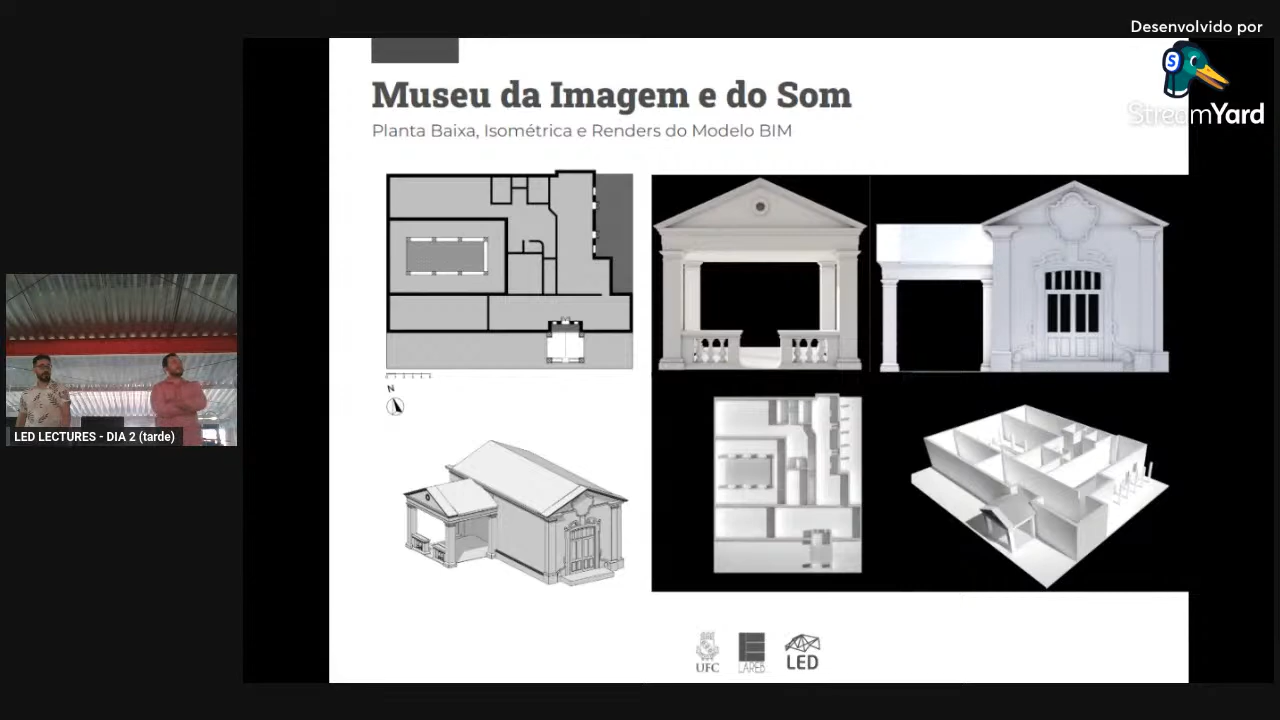 Desenvolvido por
StreamYard
Museu da Imagem e do Som
Planta Baixa, Isométrica e Renders do Modelo BIM
N
LED LECTURES - DIA 2 (tarde)
UFC
LAREB
LED